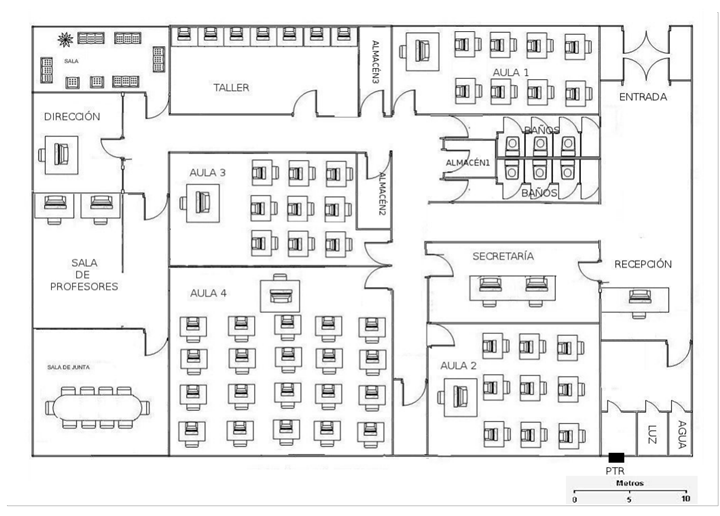 SALA
TALLER
ALMACÉN3
AULA 1
ENTRADA
DIRECCIÓN
BAÑOS
ALMACÉN1
BAÑOS
AULA 3
ALMACÉN2
SALA
DE
PROFESORES
SECRETARÍA
RECEPCIÓN
AULA 4
AULA 2
SALA DE JUNTA
LUZ
AGUA
PTR
Metros
0 5 10